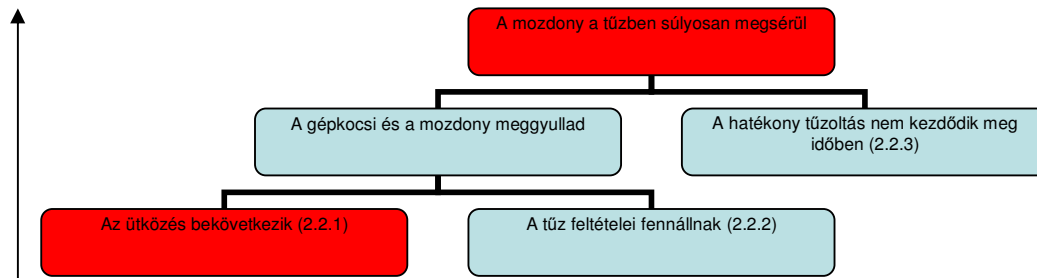 A mozdony a tűzben súlyosan megsérül
A gépkocsi és a mozdony meggyullad
A hatékony tűzoltás nem kezdődik meg
időben (2.2.3)
Az ütközés bekövetkezik (2.2.1)
A tűz feltételei fennállnak (2.2.2)